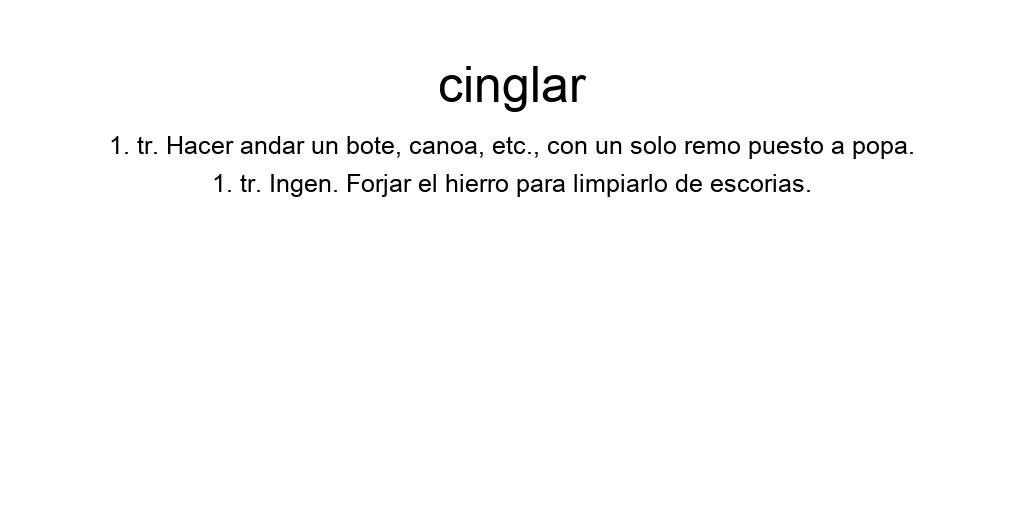 cinglar
1. tr. Hacer andar un bote, canoa, etc., con un solo remo puesto a popa.
1. tr. Ingen. Forjar el hierro para limpiarlo de escorias.